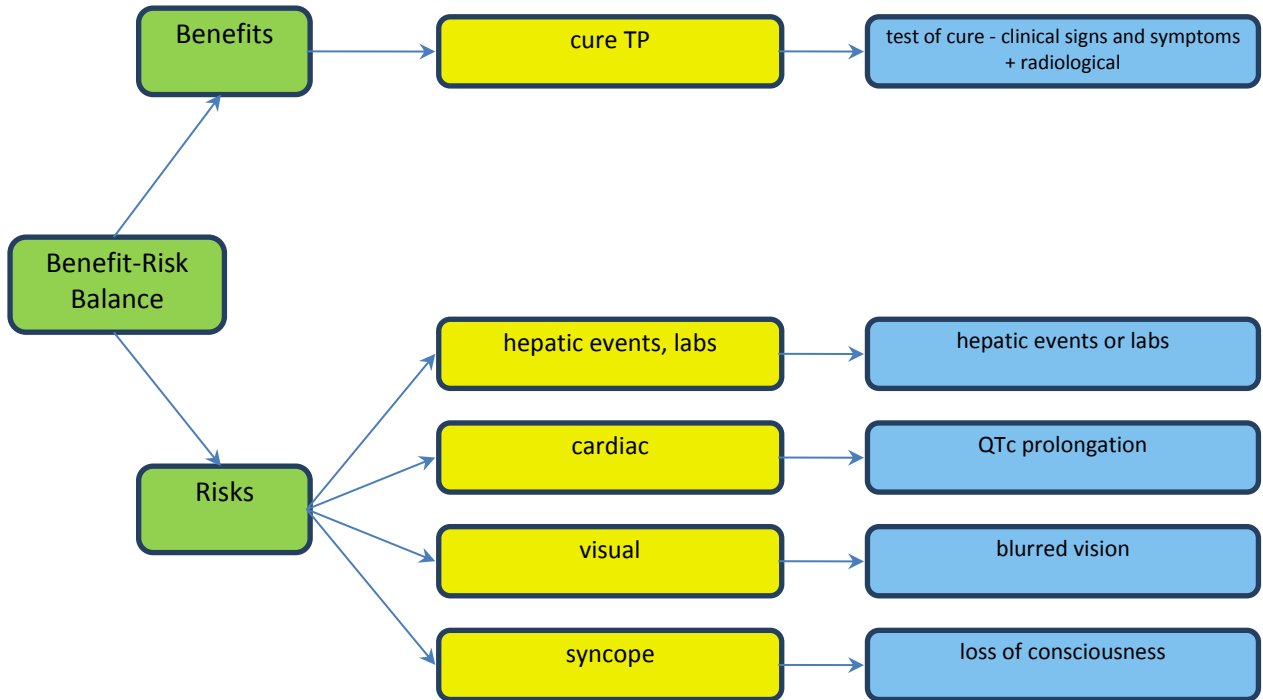 Benefits
cure TP
test of cure - clinical signs and symptoms
+ radiological
Benefit-Risk
Balance
hepatic events, labs
hepatic events or labs
cardiac
QTc prolongation
Risks
visual
blurred vision
syncope
loss of consciousness